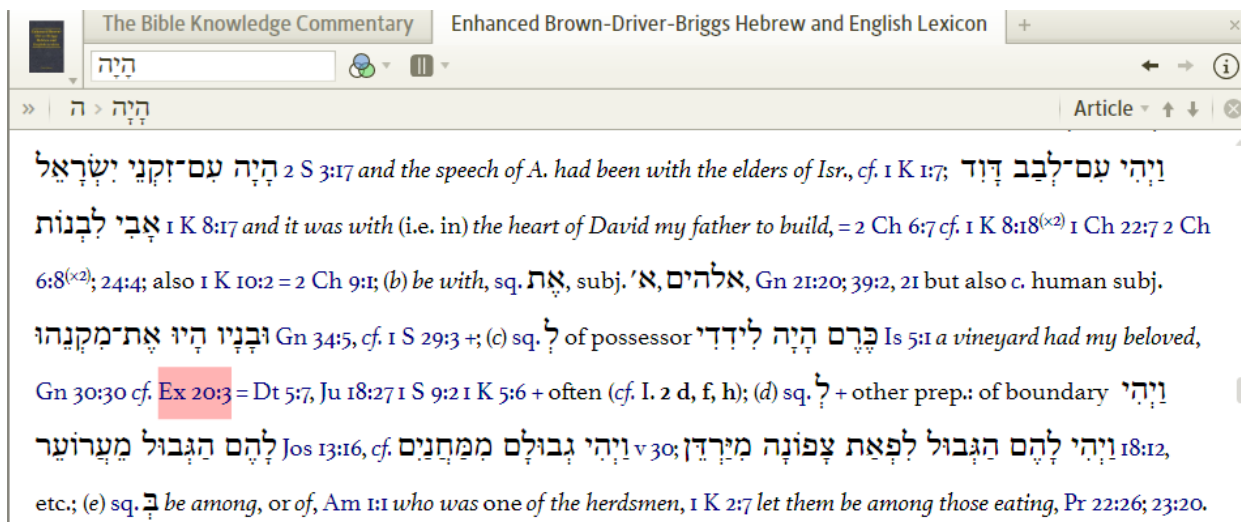 The Bible Knowledge Commentary Enhanced Brown-Driver-Briggs Hebrew and English Lexicon
הָיָה
ה > הָיָה Article
הָיָה עִם־זִקְנֵי יִשְׂרָאֵל 2 S 3:17 and the speech of A. had been with the elders of Isr., cf. 1 K 1:7; וַיְהִי עִם־לְבַב דָּוִד
אָבִי לִבְנוֹת 1 K 8:17 and it was with (i.e. in) the heart of David my father to build, = 2 Ch 6:7 cf. 1 K 8:18(×2) 1 Ch 22:7 2 Ch
6:8(×2); 24:4; also 1 K 10:2 = 2 Ch 9:1; (b) be with, sq. אֶת, subj. א׳, אלהים, Gn 21:20; 39:2, 21 but also c. human subj.
וּבָנָיו הָיוּ אֶת־מִקְנֵהוּ Gn 34:5, cf. 1 S 29:3 +; (c) sq. לְ of possessor כֶּרֶם הָיָה לִידִדִי Is 5:1 a vineyard had my beloved,
Gn 30:30 cf. Ex 20:3 = Dt 5:7, Ju 18:27 1 S 9:2 1 K 5:6 + often (cf. I. 2 d, f, h); (d) sq. לְ + other prep.: of boundary וַיְהִי
לָהֶם הַגְּבוּל מֵעֲרוֹעֵר Jos 13:16, cf. וַיְהִי גְבוּלָם מִמַּחֲנַיִם v 30; וַיְהִי לָהֶם הַגְּבוּל לִפְאַת צָפוֹנָה מִיַּרְדֵּן 18:12,
etc.; (e) sq. בְּ be among, or of, Am 1:1 who was one of the herdsmen, 1 K 2:7 let them be among those eating, Pr 22:26; 23:20.